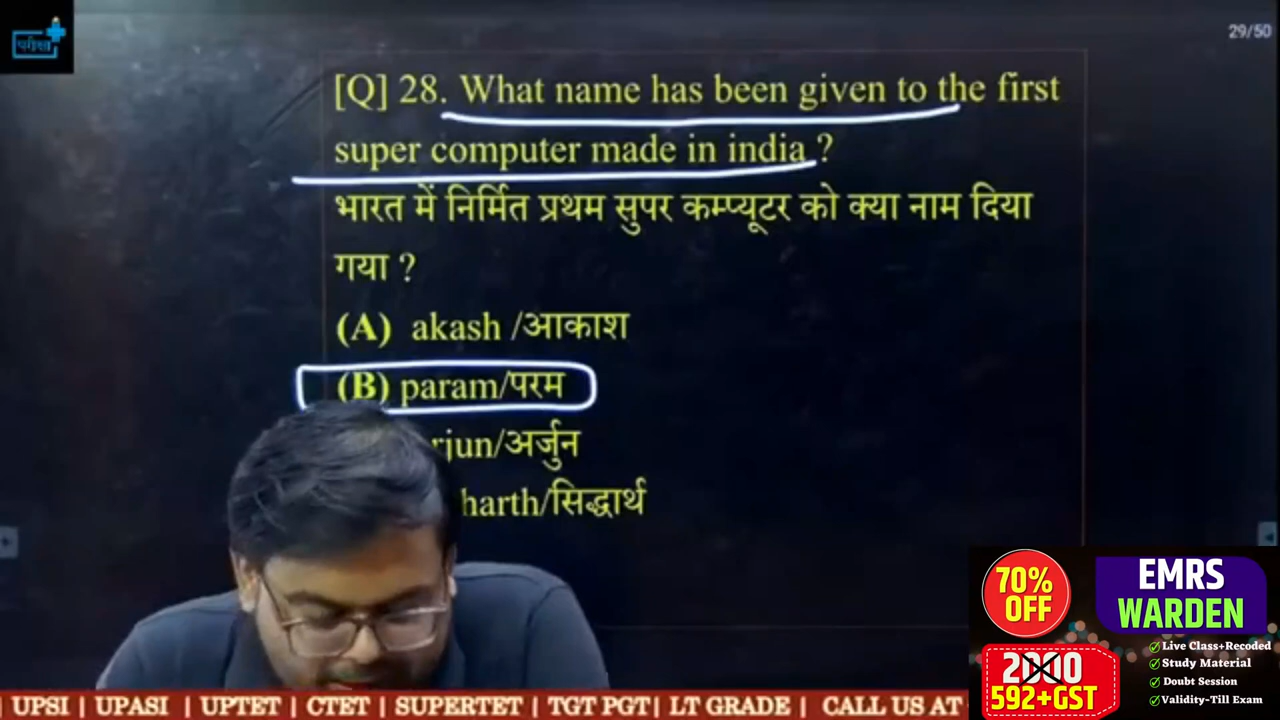 परीक्षा
29/50
[Q] 28. What name has been given to the first
super computer made in india ?
भारत में निर्मित प्रथम सुपर कम्प्यूटर को क्या नाम दिया
गया ?
(A) akash /आकाश
(B) param/परम
rjun/अर्जुन
harth/सिद्धार्थ
70%
OFF
EMRS
WARDEN
2000
592+GST
Live Class+Recoded
Study Material
Doubt Session
Validity-Till Exam
| UPSI | UPASI | UPTET | CTET | SUPERTET | TGT PGT | LT GRADE | CALL US AT